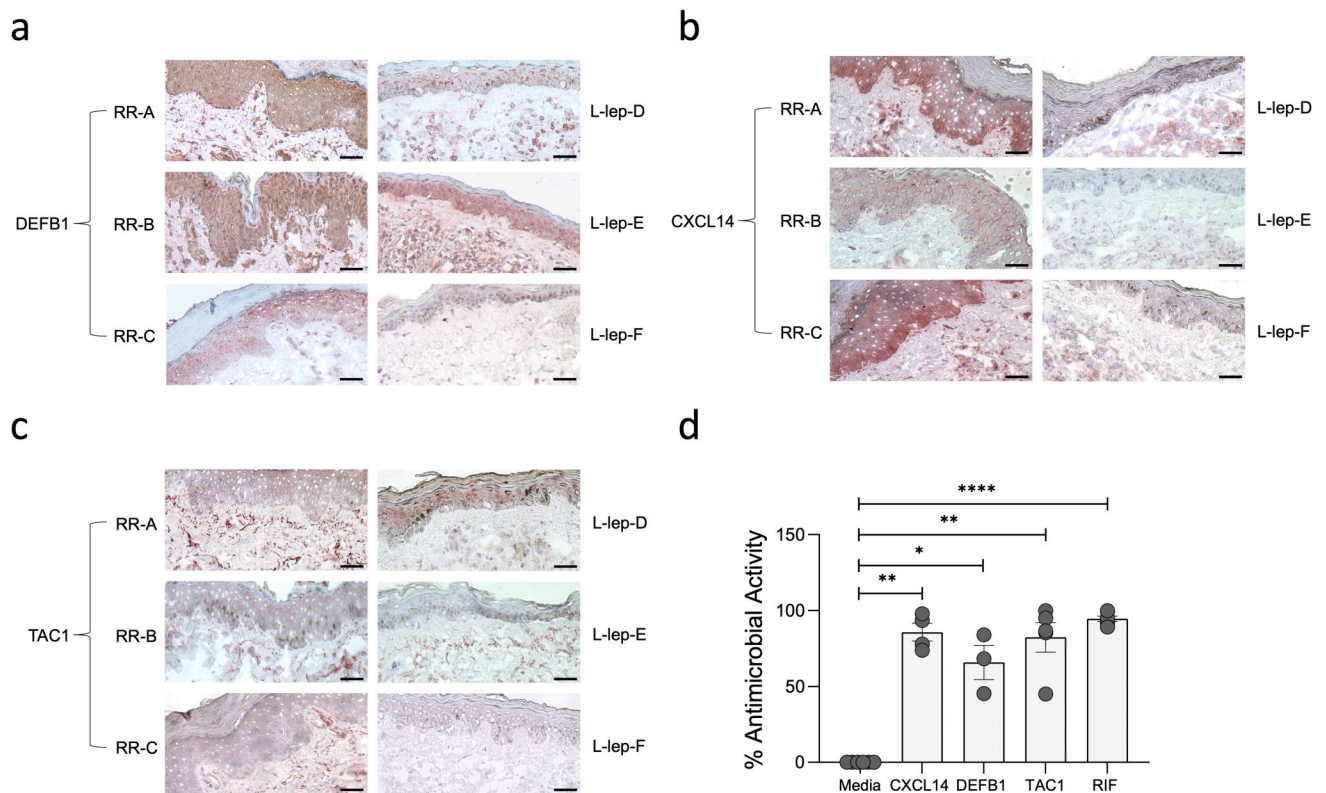 a
DEFB1
RR-A
L-lep-D
RR-B
L-lep-E
RR-C
L-lep-F
b
CXCL14
RR-A
L-lep-D
RR-B
L-lep-E
RR-C
L-lep-F
c
TAC1
RR-A
L-lep-D
RR-B
L-lep-E
RR-C
L-lep-F
d
% Antimicrobial Activity
150
100
50
0
****
**
*
**
Media CXCL14 DEFB1 TAC1 RIF